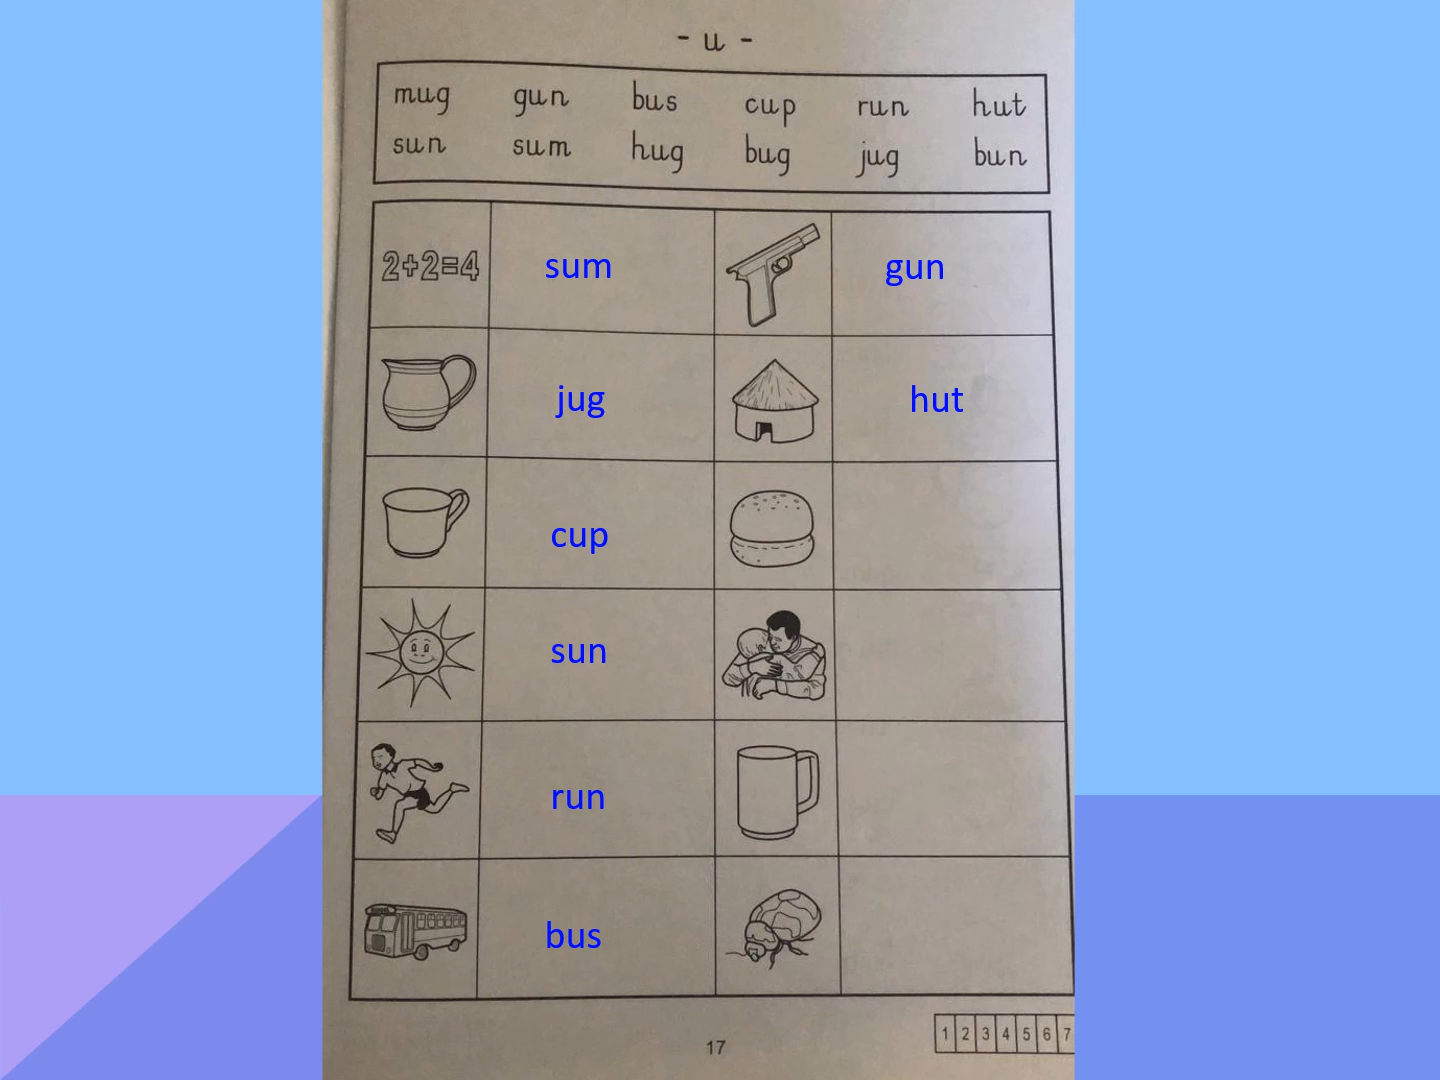 - u -
mug gun bus cup run hut
sun sum hug bug jug bun
2+2=4 sum gun
jug hut
cup
sun
run
bus
17
1 2 3 4 5 6 7